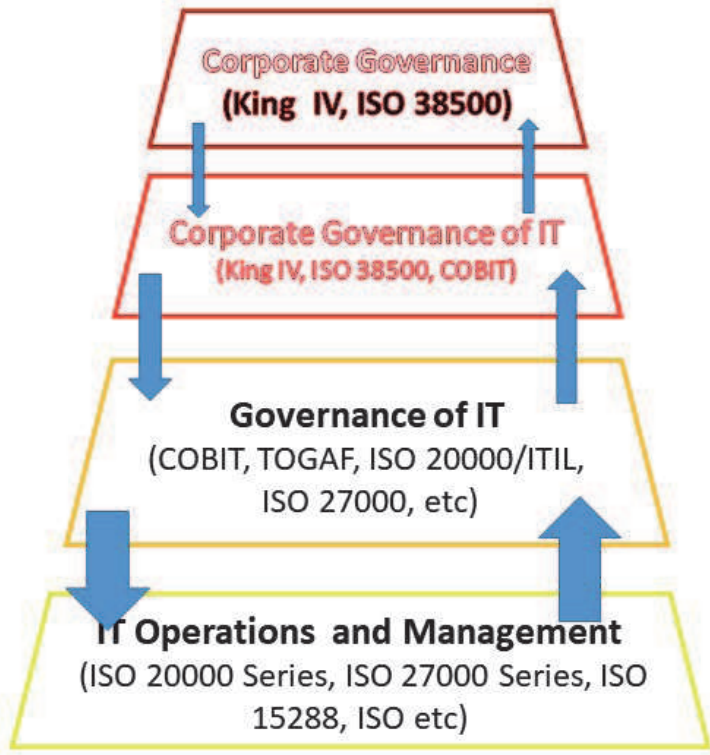 Corporate Governance
(King IV, ISO 38500)
Corporate Governance of IT
(King IV, ISO 38500, COBIT)
Governance of IT
(COBIT, TOGAF, ISO 20000/ITIL,
ISO 27000, etc)
IT Operations and Management
(ISO 20000 Series, ISO 27000 Series, ISO
15288, ISO etc)